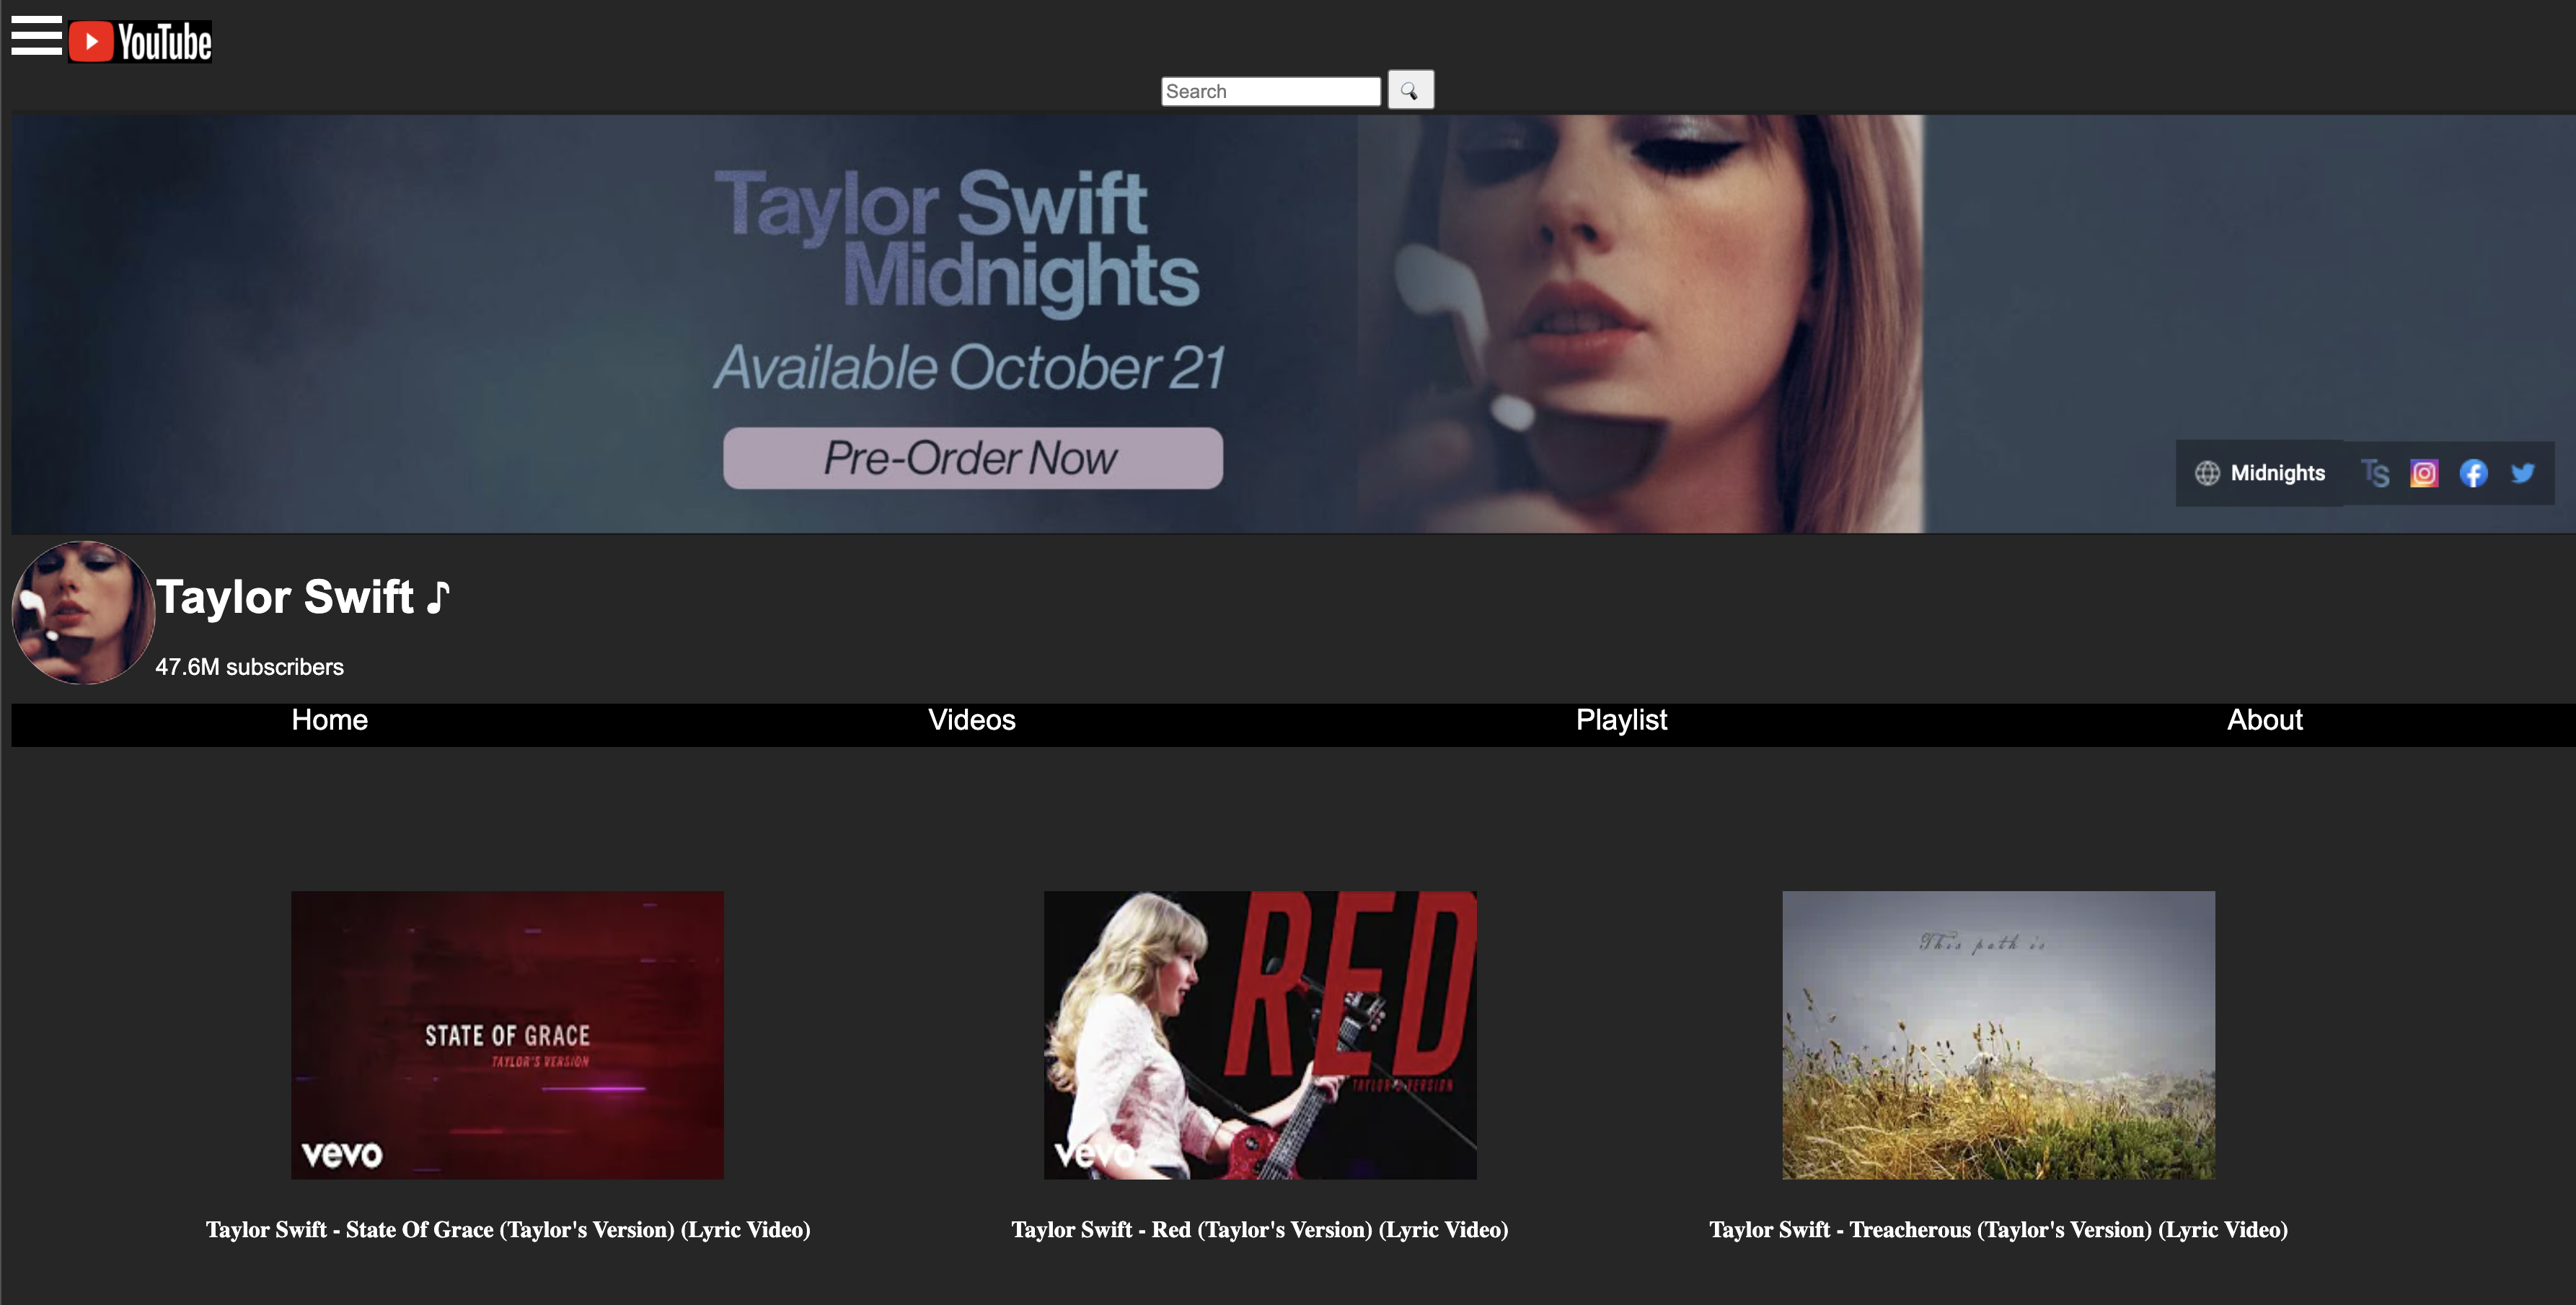 YouTube
Search
Taylor Swift
Midnights
Available October 21
Pre-Order Now
Midnights
TS
Taylor Swift ♪
47.6M subscribers
Home Videos Playlist About
STATE OF GRACE
TAYLOR'S VERSION
vevo
RED
TAYLOR'S VERSION
vevo
This path is
Taylor Swift - State Of Grace (Taylor's Version) (Lyric Video)
Taylor Swift - Red (Taylor's Version) (Lyric Video)
Taylor Swift - Treacherous (Taylor's Version) (Lyric Video)